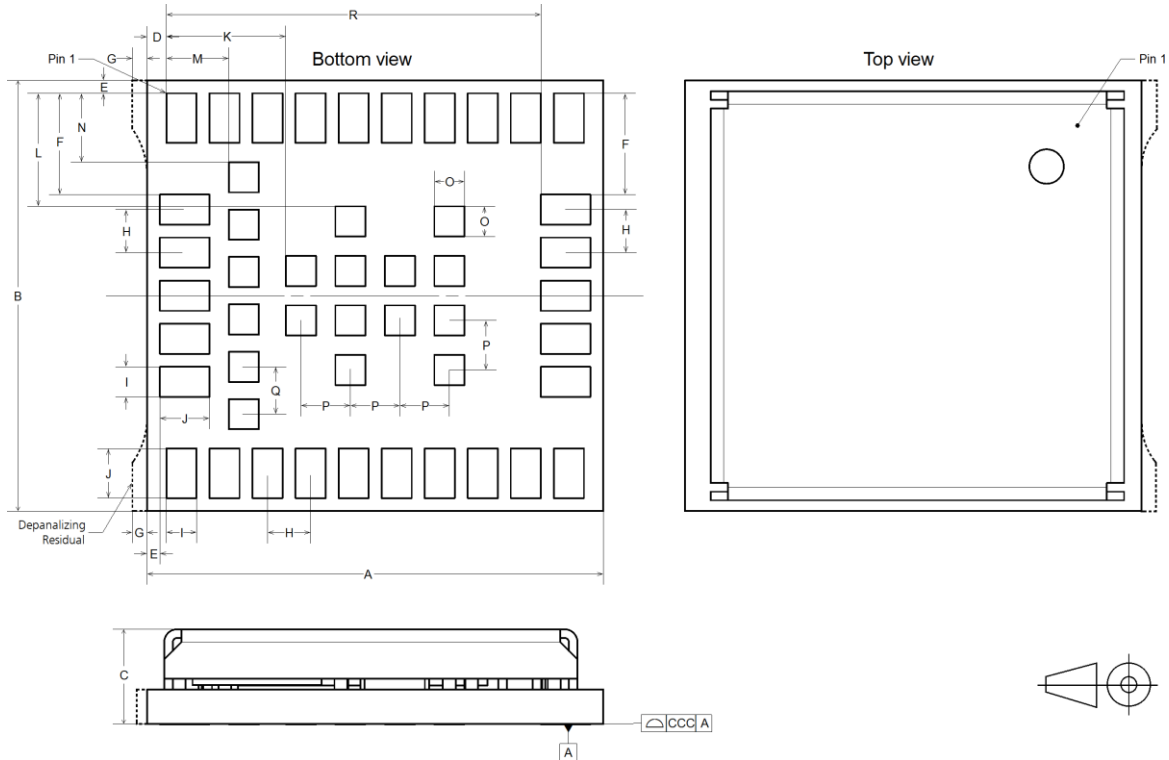 R
D
K
G
M
Pin 1
Bottom view
Top view
Pin 1
E
N
F
L
F
O
O
H
H
B
P
I
Q
P
P
P
J
J
Depanalizing
Residual
G
I
H
E
A
C
CCC
A
A